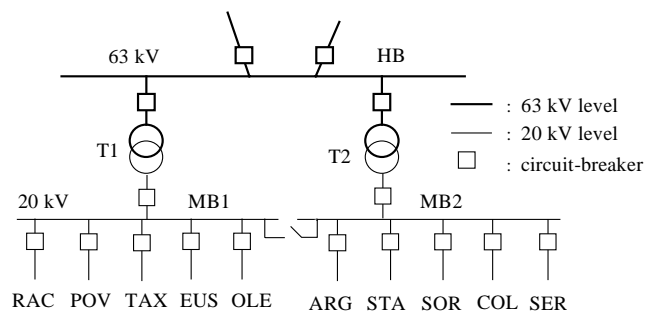 63 kV HB
: 63 kV level
T1 T2 : 20 kV level
: circuit-breaker
20 kV MB1 MB2
RAC POV TAX EUS OLE ARG STA SOR COL SER